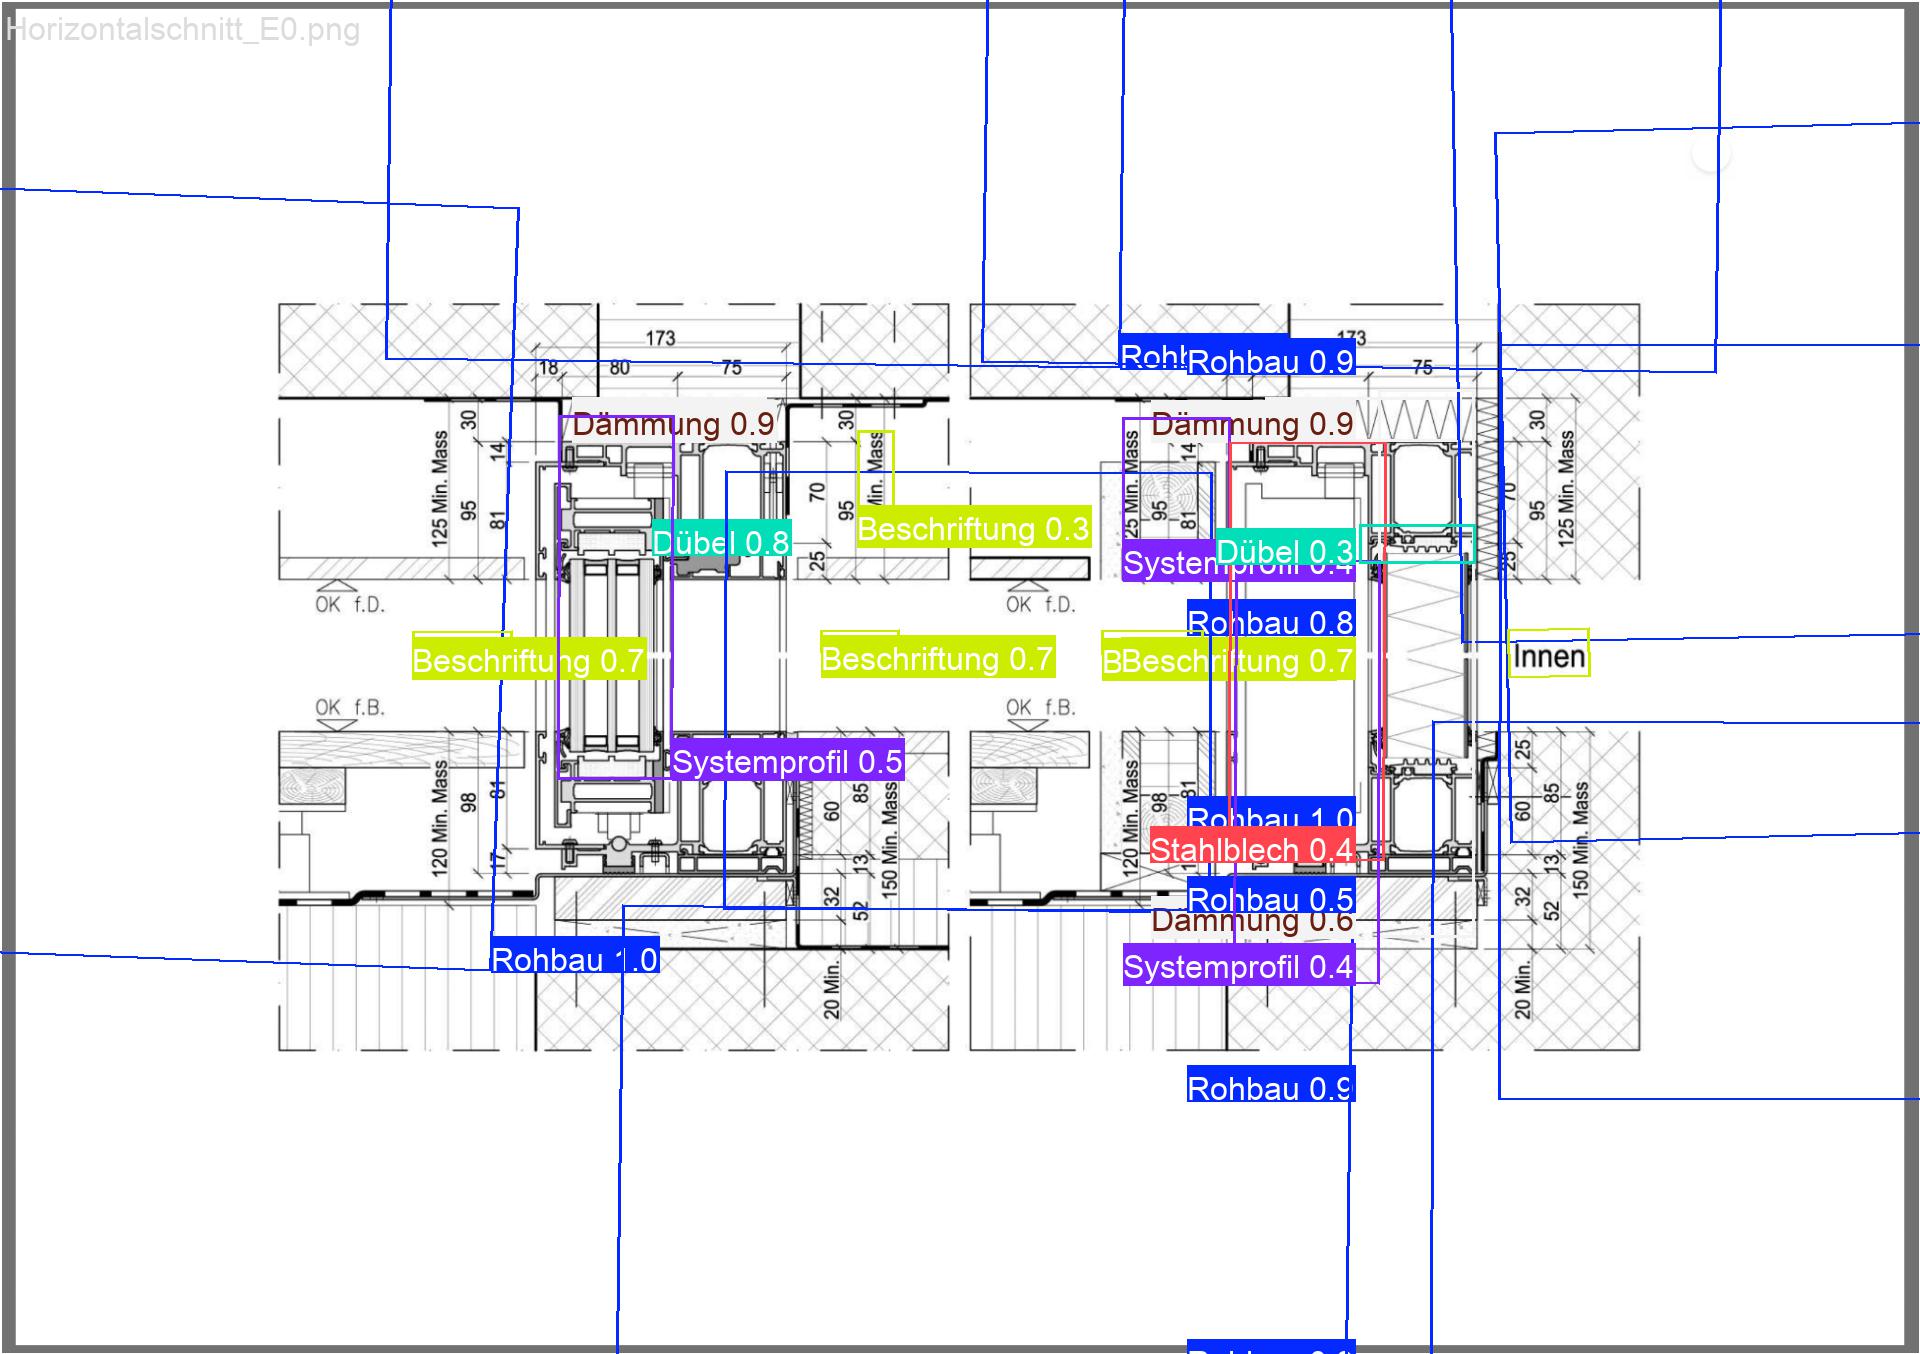 Horizontalschnitt_E0.png
173
18
80
75
Rohb
Rohbau 0.9
173
75
Dämmung 0.9
Dämmung 0.9
125 Min. Mass
30
14
95
81
30
70
95
25
Min. Mass
Beschriftung 0.3
Dübel 0.8
25 Min. Mass
14
95
81
Systemprofil 0.4
Dübel 0.3
30
70
95
25
125 Min. Mass
OK f.D.
OK f.D.
Rohbau 0.8
Beschriftung 0.7
Beschriftung 0.7
B
Beschriftung 0.7
Innen
OK f.B.
OK f.B.
Systemprofil 0.5
120 Min. Mass
98
81
17
60
85
13
32
52
150 Min. Mass
20 Min.
120 Min. Mass
98
81
Rohbau 1.0
Stahlblech 0.4
Rohbau 0.5
Dämmung 0.6
Systemprofil 0.4
25
60
85
13
32
52
150 Min. Mass
20 Min.
Rohbau 1.0
Rohbau 0.9